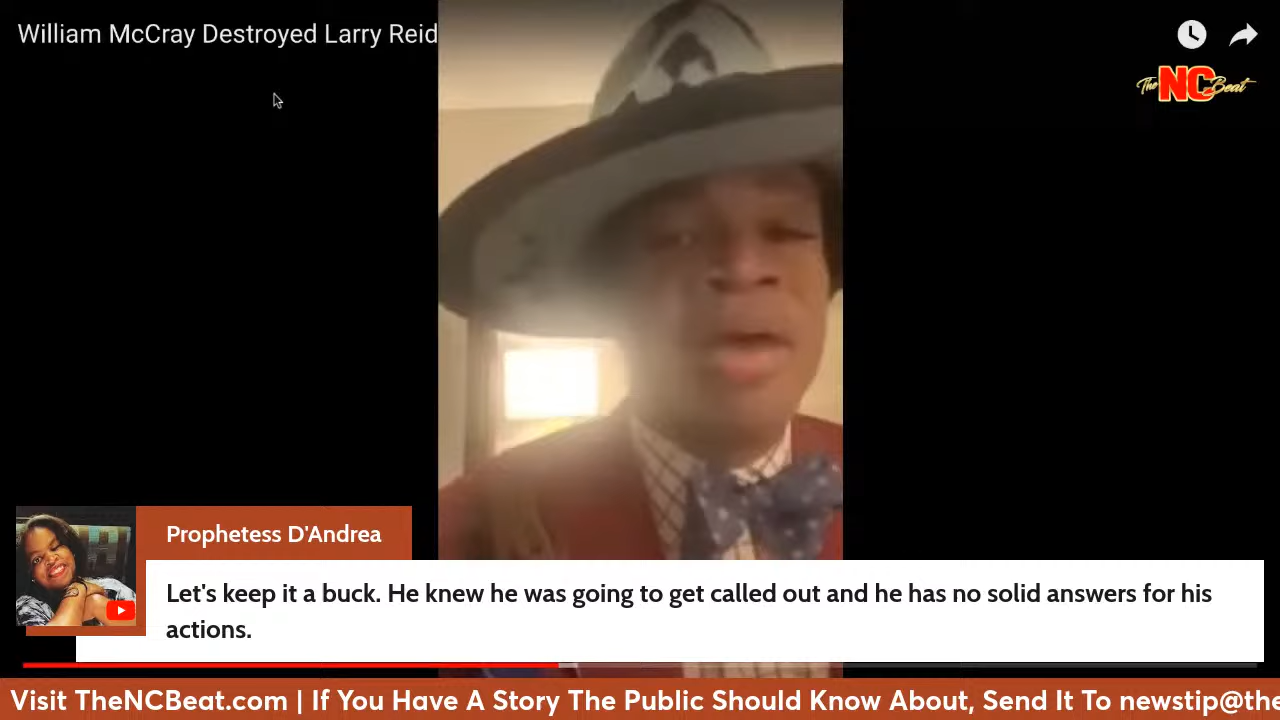 William McCray Destroyed Larry Reid
The NC Beat
Prophetess D'Andrea
Let's keep it a buck. He knew he was going to get called out and he has no solid answers for his
actions.
Visit TheNCBeat.com | If You Have A Story The Public Should Know About, Send It To newstip@the